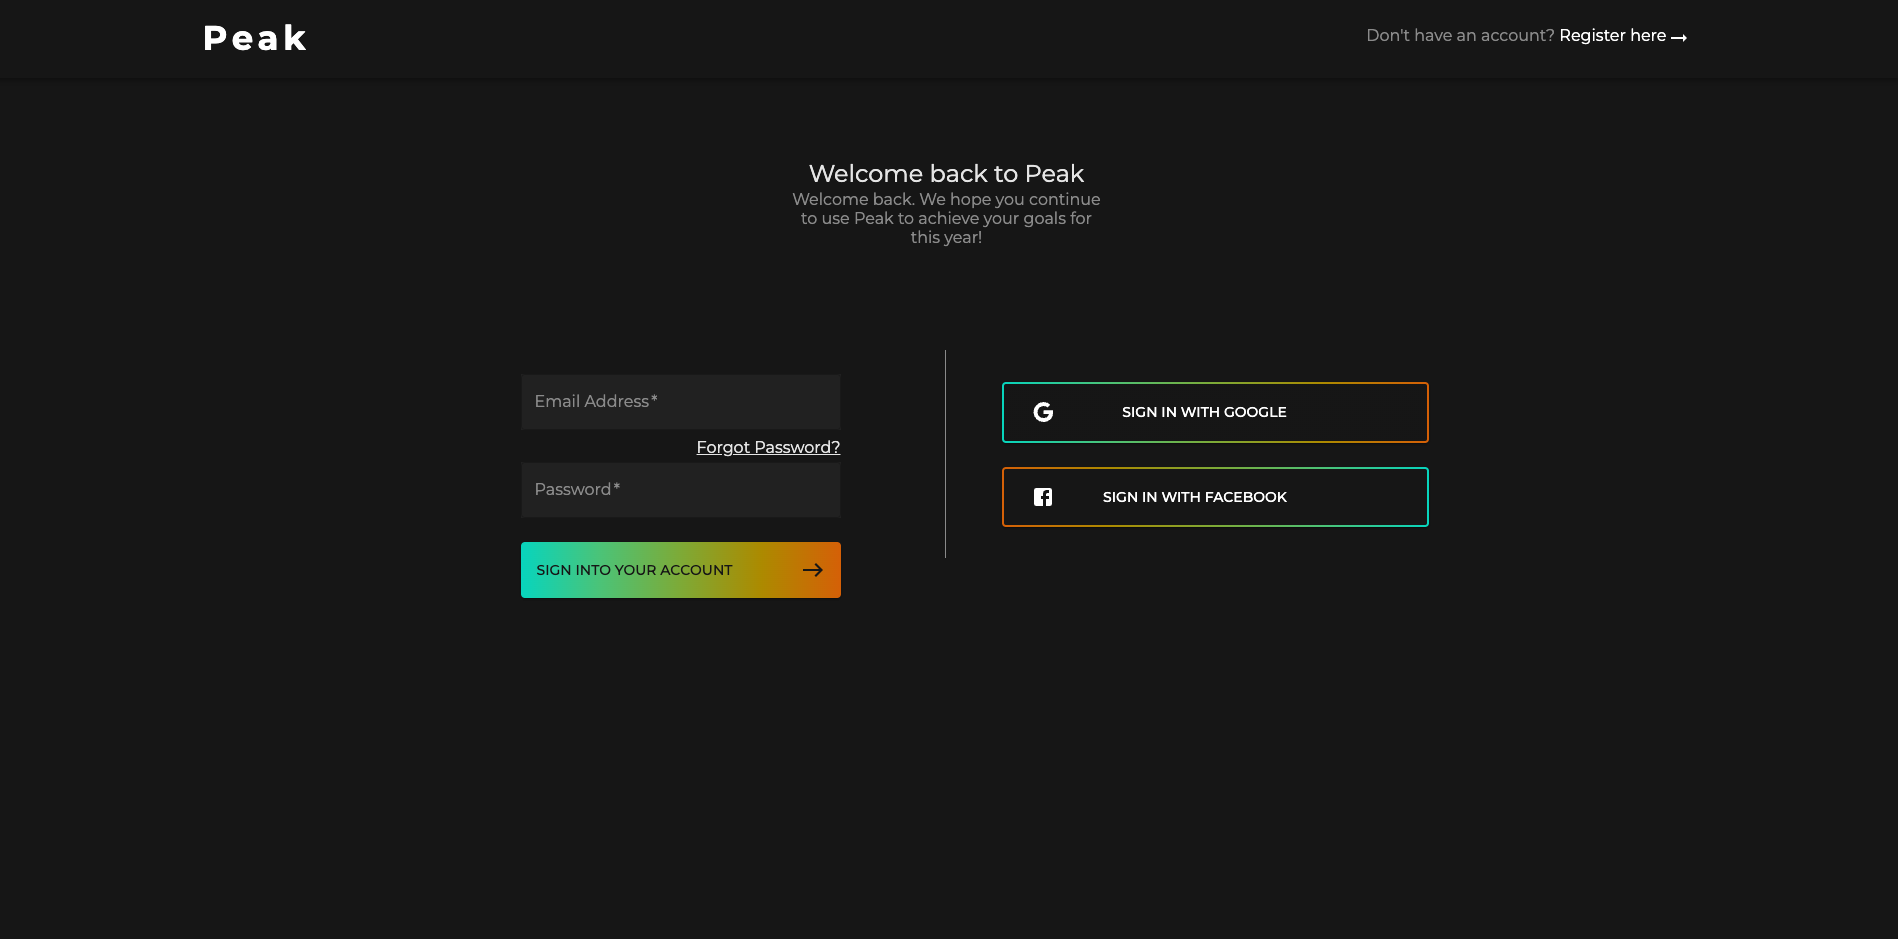 Peak
Don't have an account? Register here →
Welcome back to Peak
Welcome back. We hope you continue
to use Peak to achieve your goals for
this year!
Email Address*
Forgot Password?
Password*
SIGN INTO YOUR ACCOUNT →
SIGN IN WITH GOOGLE
SIGN IN WITH FACEBOOK